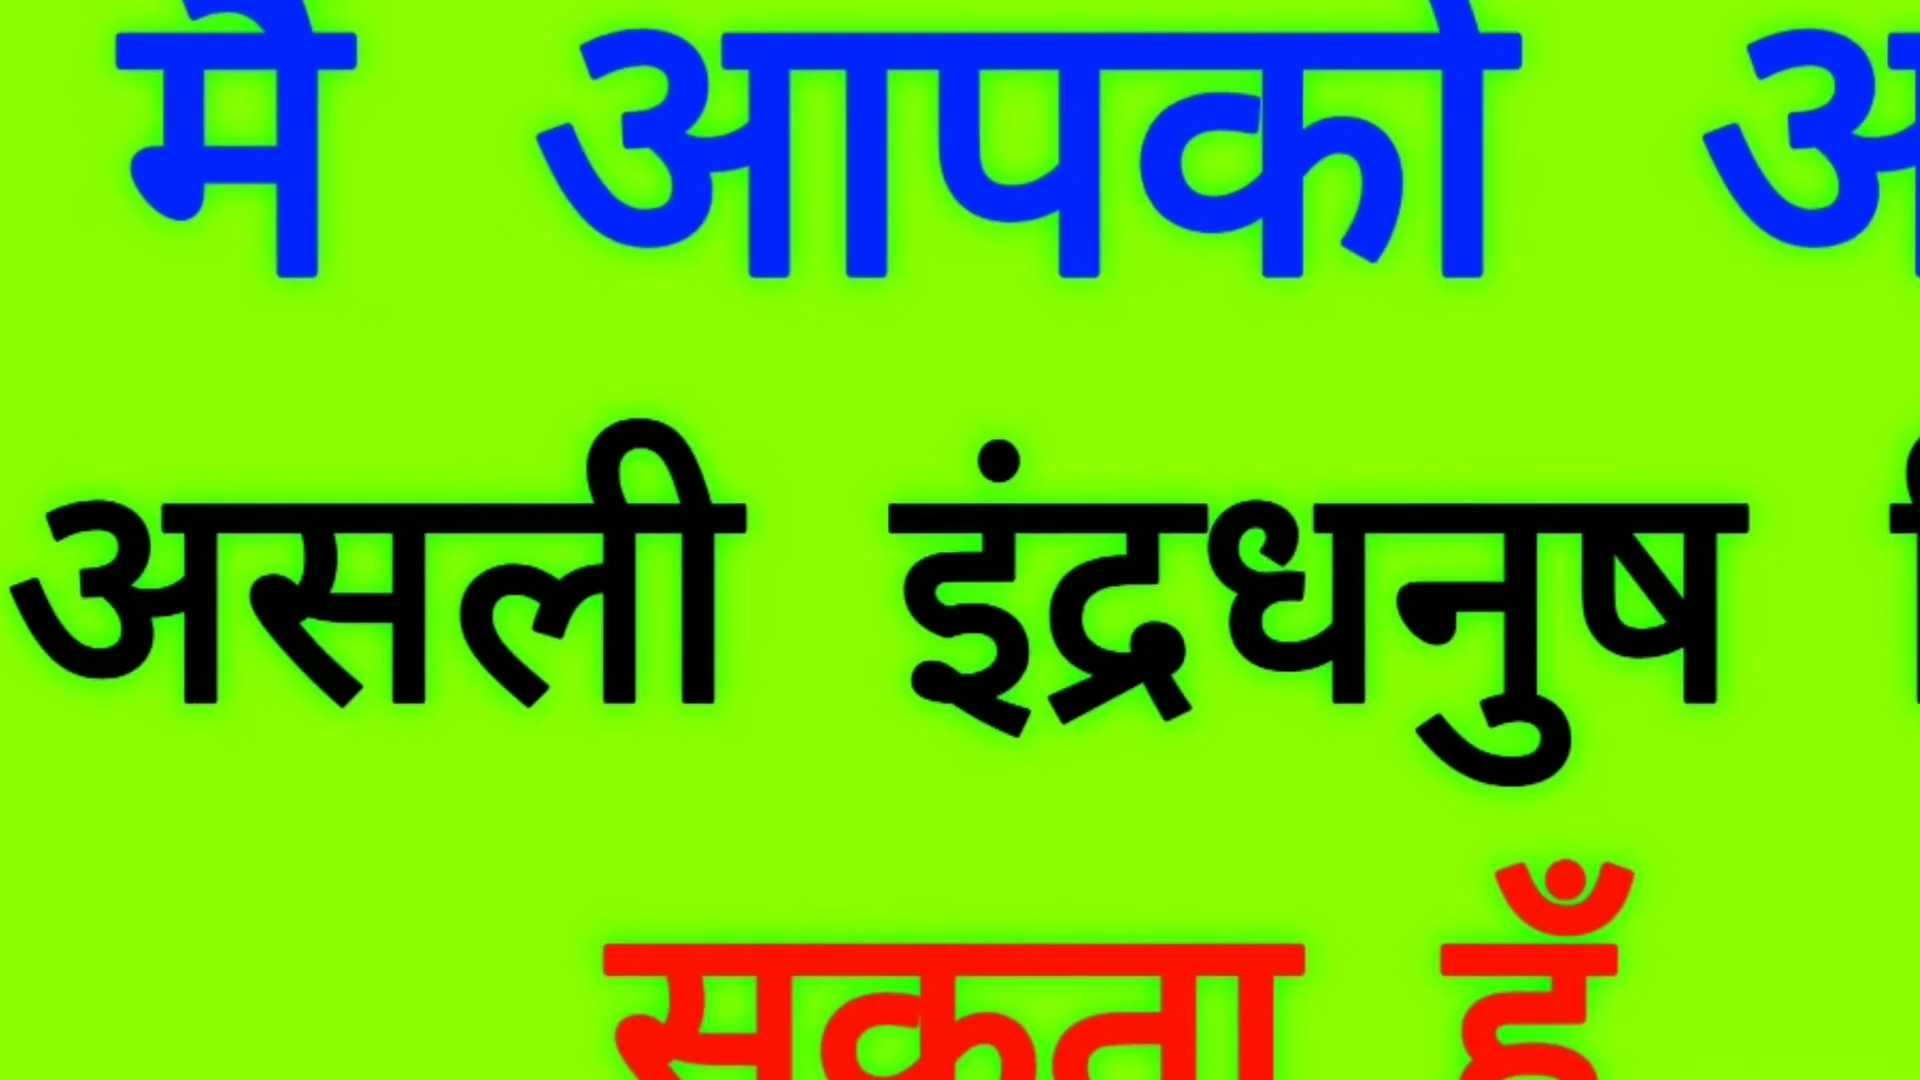 मैं आपको
असली इंद्रधनुष
सकता हूँ